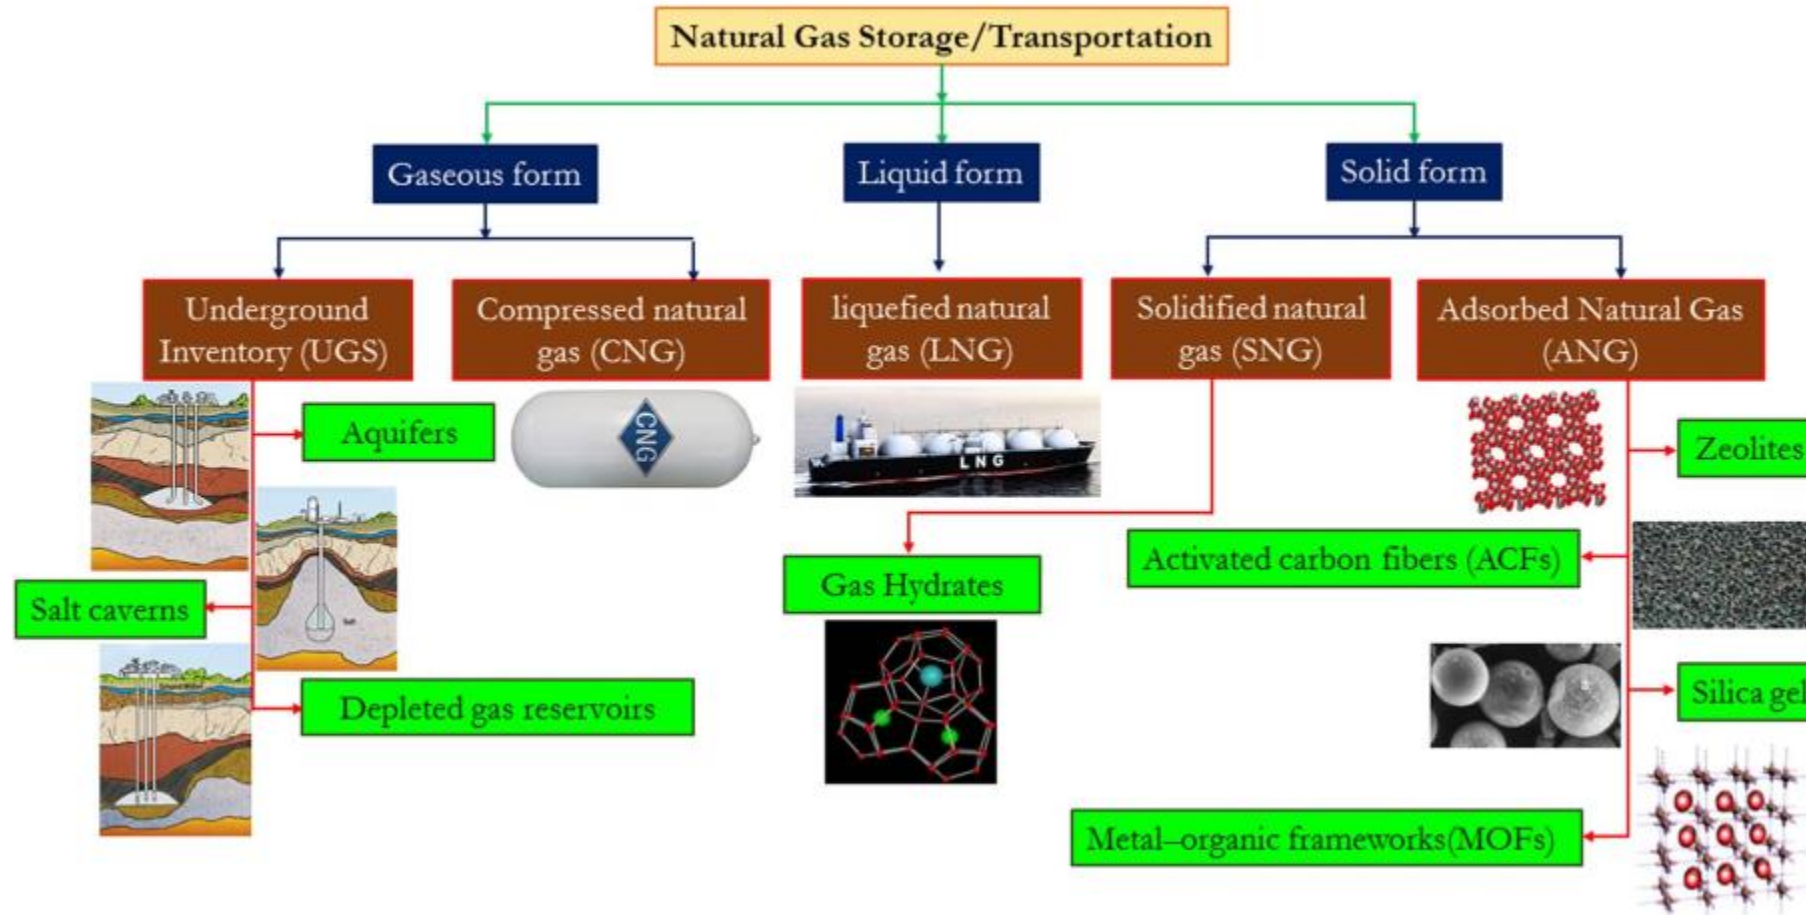 Natural Gas Storage/Transportation
Gaseous form
Liquid form
Solid form
Underground
Inventory (UGS)
Compressed natural
gas (CNG)
liquefied natural
gas (LNG)
Solidified natural
gas (SNG)
Adsorbed Natural Gas
(ANG)
Aquifers
CNG
LNG
Zeolites
Salt caverns
Salt
Gas Hydrates
Activated carbon fibers (ACFs)
Depleted gas reservoirs
Silica gel
Metal–organic frameworks(MOFs)